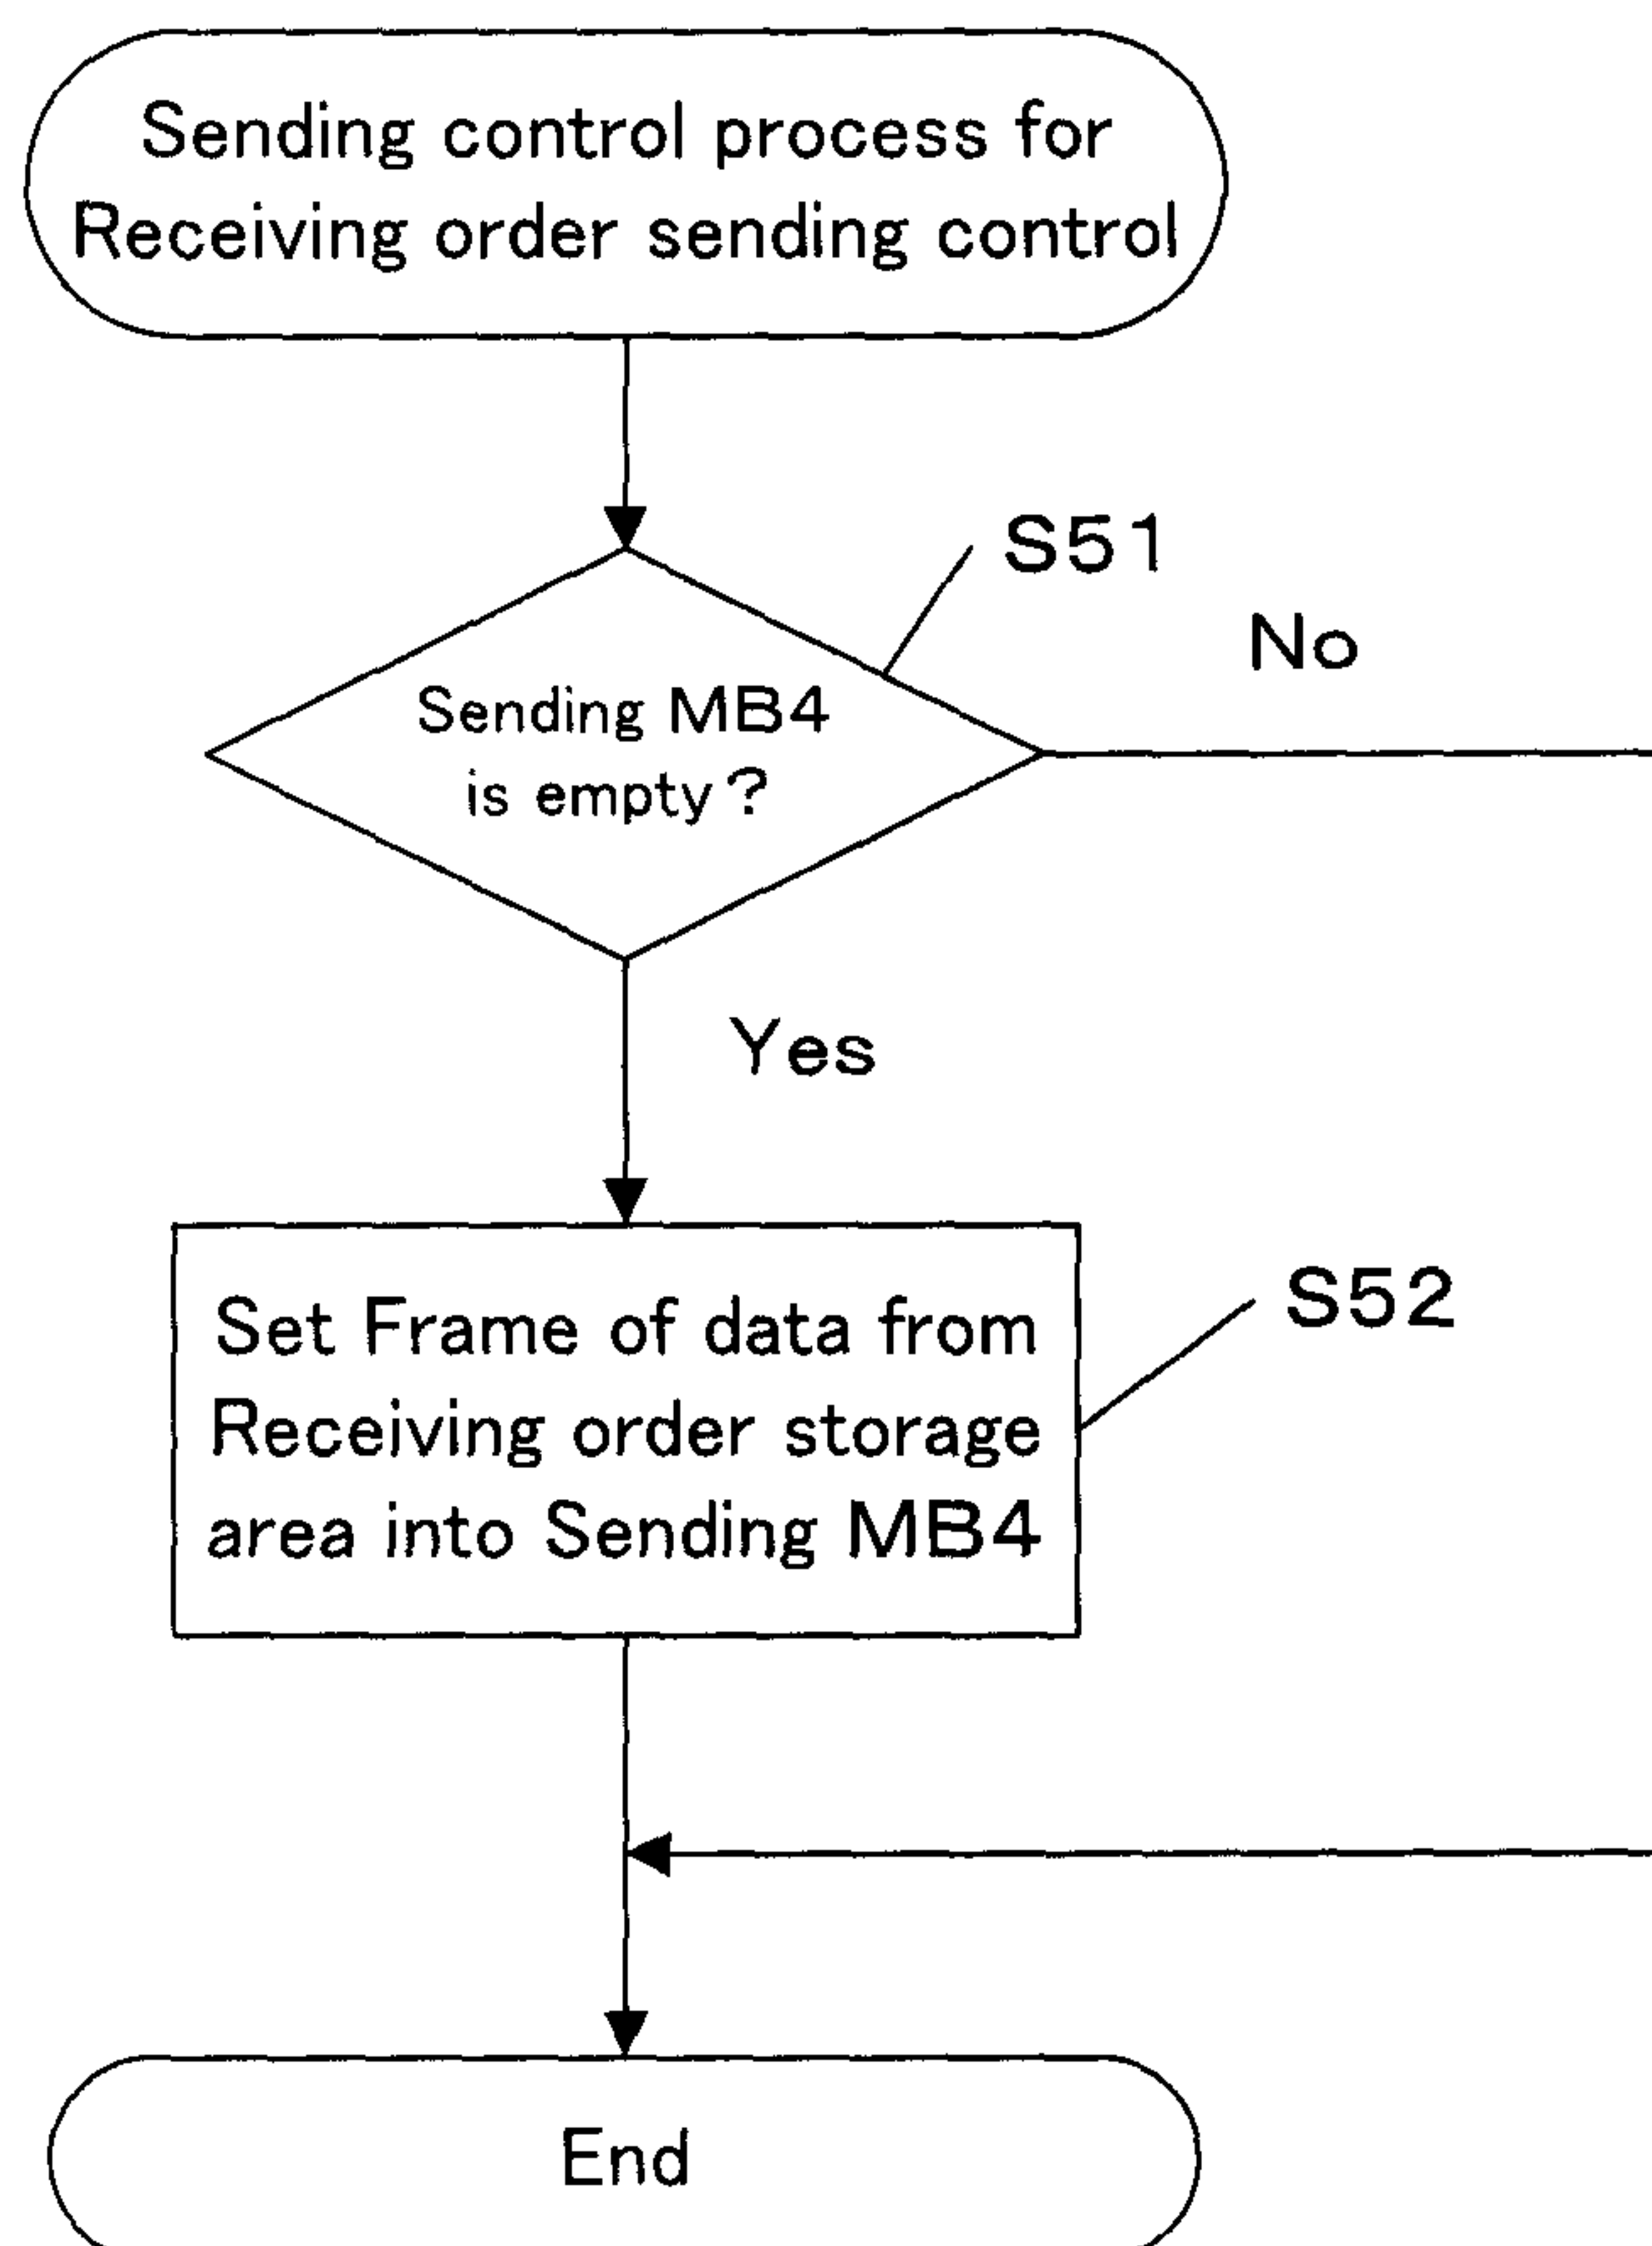 Sending control process for
Receiving order sending control
S51
No
Sending MB4
is empty?
Yes
S52
Set Frame of data from
Receiving order storage
area into Sending MB4
End